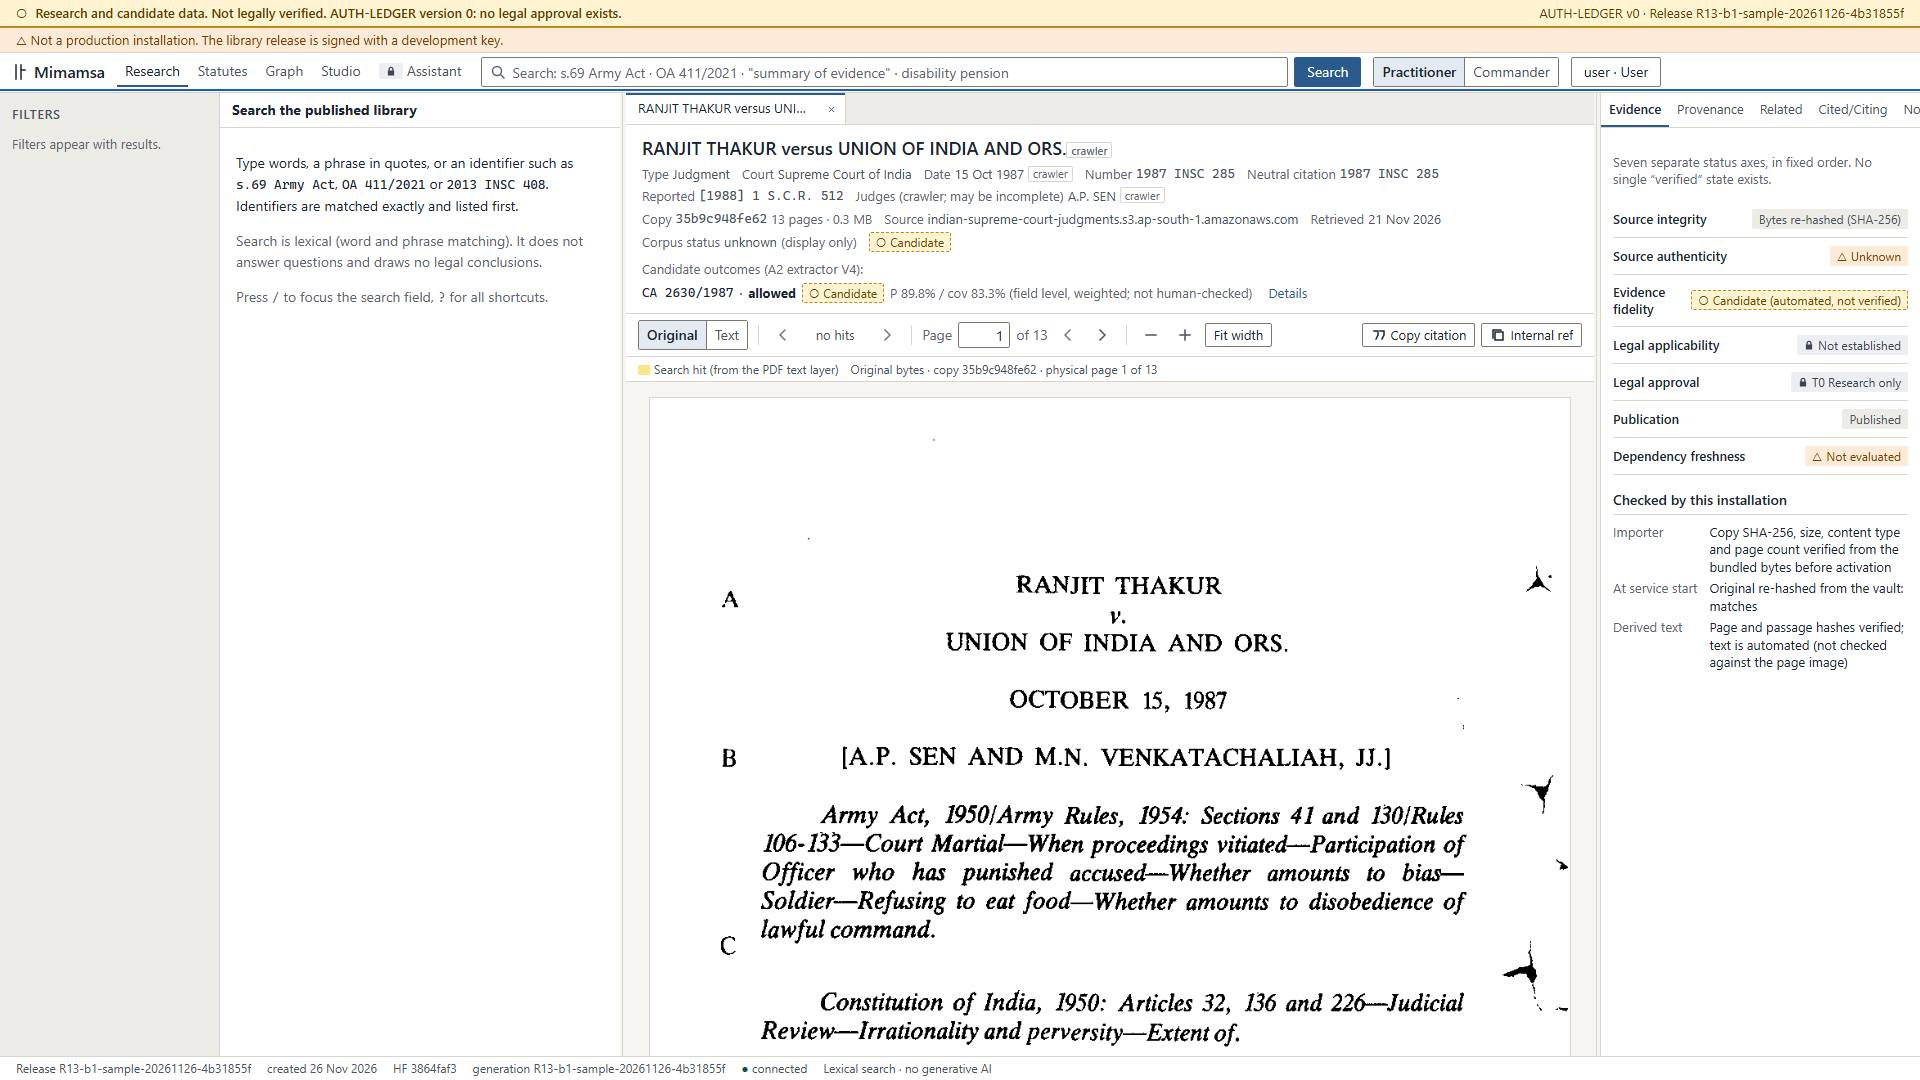 Research and candidate data. Not legally verified. AUTH-LEDGER version 0: no legal approval exists.
AUTH-LEDGER v0 · Release R13-b1-sample-20261126-4b31855f
Not a production installation. The library release is signed with a development key.
Mimamsa
Research
Statutes
Graph
Studio
Assistant
Search: s.69 Army Act · OA 411/2021 · "summary of evidence" · disability pension
Search
Practitioner
Commander
user · User
FILTERS
Filters appear with results.
Search the published library
Type words, a phrase in quotes, or an identifier such as
s.69 Army Act, OA 411/2021 or 2013 INSC 408.
Identifiers are matched exactly and listed first.
Search is lexical (word and phrase matching). It does not
answer questions and draws no legal conclusions.
Press / to focus the search field, ? for all shortcuts.
RANJIT THAKUR versus UNI... ×
RANJIT THAKUR versus UNION OF INDIA AND ORS. crawler
Type Judgment Court Supreme Court of India Date 15 Oct 1987 crawler Number 1987 INSC 285 Neutral citation 1987 INSC 285
Reported [1988] 1 S.C.R. 512 Judges (crawler; may be incomplete) A.P. SEN crawler
Copy 35b9c948fe62 13 pages · 0.3 MB Source indian-supreme-court-judgments.s3.ap-south-1.amazonaws.com Retrieved 21 Nov 2026
Corpus status unknown (display only) Candidate
Candidate outcomes (A2 extractor V4):
CA 2630/1987 · allowed Candidate P 89.8% / cov 83.3% (field level, weighted; not human-checked) Details
Original
Text
no hits
Page 1 of 13
Fit width
Copy citation
Internal ref
Search hit (from the PDF text layer) Original bytes · copy 35b9c948fe62 · physical page 1 of 13
A
RANJIT THAKUR
v.
UNION OF INDIA AND ORS.
OCTOBER 15, 1987
B
[A.P. SEN AND M.N. VENKATACHALIAH, JJ.]
Army Act, 1950/Army Rules, 1954: Sections 41 and 130/Rules
106-133—Court Martial—When proceedings vitiated—Participation of
Officer who has punished accused—Whether amounts to bias—
Soldier—Refusing to eat food—Whether amounts to disobedience of
lawful command.
C
Constitution of India, 1950: Articles 32, 136 and 226—Judicial
Review—Irrationality and perversity—Extent of.
Evidence
Provenance
Related
Cited/Citing
No
Seven separate status axes, in fixed order. No
single “verified” state exists.
Source integrity Bytes re-hashed (SHA-256)
Source authenticity Unknown
Evidence
fidelity Candidate (automated, not verified)
Legal applicability Not established
Legal approval T0 Research only
Publication Published
Dependency freshness Not evaluated
Checked by this installation
Importer Copy SHA-256, size, content type
and page count verified from the
bundled bytes before activation
At service start Original re-hashed from the vault:
matches
Derived text Page and passage hashes verified;
text is automated (not checked
against the page image)
Release R13-b1-sample-20261126-4b31855f created 26 Nov 2026 HF 3864faf3 generation R13-b1-sample-20261126-4b31855f connected Lexical search · no generative AI